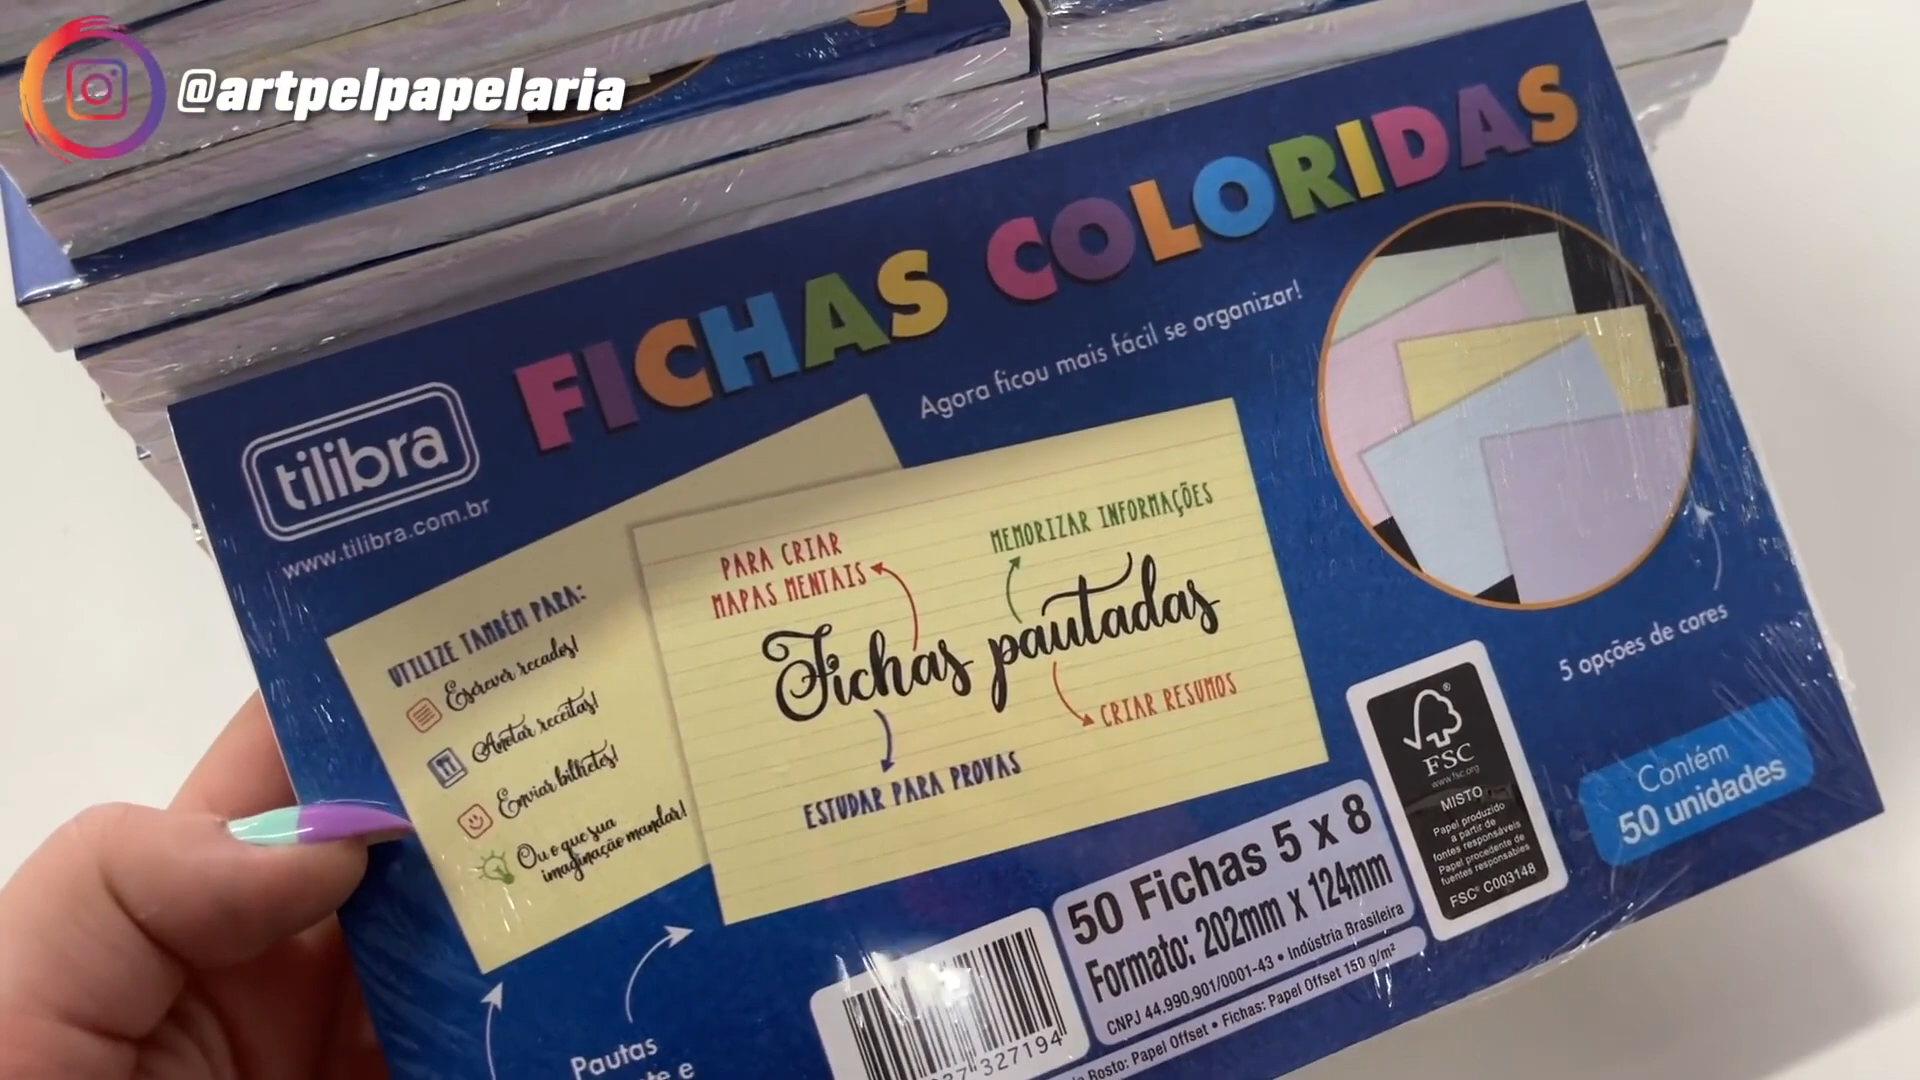 @artpelpapelaria
FICHAS COLORIDAS
Agora ficou mais fácil se organizar!
tilibra
www.tilibra.com.br
UTILIZE TAMBÉM PARA:
Escrever recados!
Anotar receitas!
Enviar bilhetes!
Ou o que sua
imaginação mandar!
PARA CRIAR
MAPAS MENTAIS
MEMORIZAR INFORMAÇÕES
Fichas pautadas
CRIAR RESUMOS
ESTUDAR PARA PROVAS
5 opções de cores
Contém
50 unidades
FSC
www.fsc.org
MISTO
Papel produzido
a partir de
fontes responsáveis
Papel procedente de
fuentes responsables
FSC® C003148
50 Fichas 5 x 8
Formato: 202mm x 124mm
CNPJ 44.990.901/0001-43 • Indústria Brasileira
Rosto: Papel Offset • Fichas: Papel Offset 150 g/m²
327194
Pautas
e